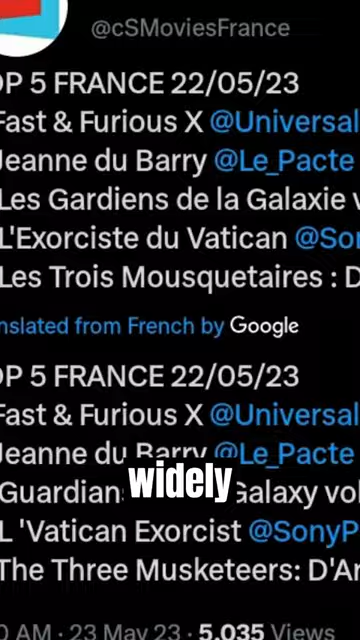 @cSMoviesFrance
OP 5 FRANCE 22/05/23
Fast & Furious X @Universal
Jeanne du Barry @Le_Pacte
Les Gardiens de la Galaxie v
L'Exorciste du Vatican @So
Les Trois Mousquetaires : D
nslated from French by Google
OP 5 FRANCE 22/05/23
Fast & Furious X @Universal
Jeanne du Barry @Le_Pacte
widely
Guardian Galaxy vol
L 'Vatican Exorcist @SonyP
The Three Musketeers: D'Ar
0 AM · 23 May 23 · 5,035 Views